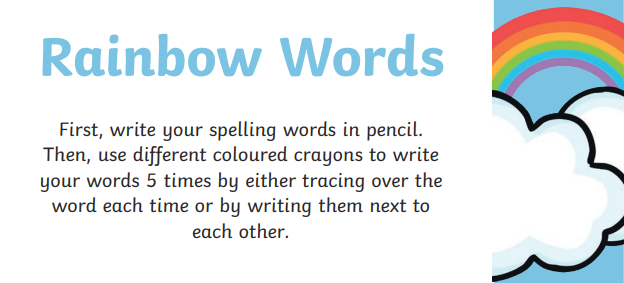 Rainbow Words
First, write your spelling words in pencil.
Then, use different coloured crayons to write
your words 5 times by either tracing over the
word each time or by writing them next to
each other.